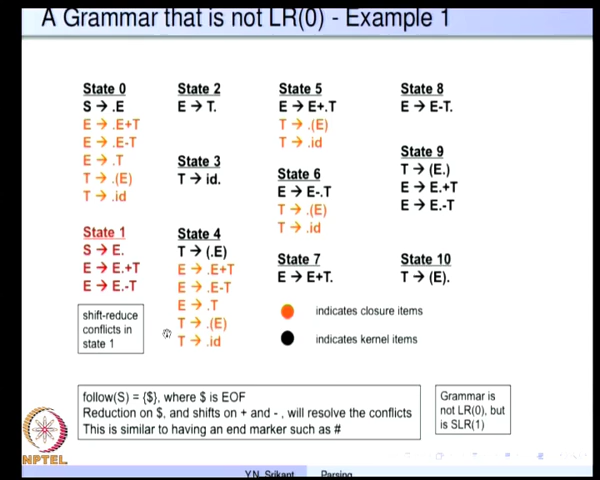 A Grammar that is not LR(0) - Example 1
State 0
S → .E
E → .E+T
E → .E-T
E → .T
T → .(E)
T → .id
State 1
S → E.
E → E.+T
E → E.-T
shift-reduce
conflicts in
state 1
State 2
E → T.
State 3
T → id.
State 4
T → (.E)
E → .E+T
E → .E-T
E → .T
T → .(E)
T → .id
State 5
E → E+.T
T → .(E)
T → .id
State 6
E → E-.T
T → .(E)
T → .id
State 7
E → E+T.
State 8
E → E-T.
State 9
T → (E.)
E → E.+T
E → E.-T
State 10
T → (E).
indicates closure items
indicates kernel items
follow(S) = {$}, where $ is EOF
Reduction on $, and shifts on + and - , will resolve the conflicts
This is similar to having an end marker such as #
Grammar is
not LR(0), but
is SLR(1)
NPTEL
Y.N. Srikant Parsing